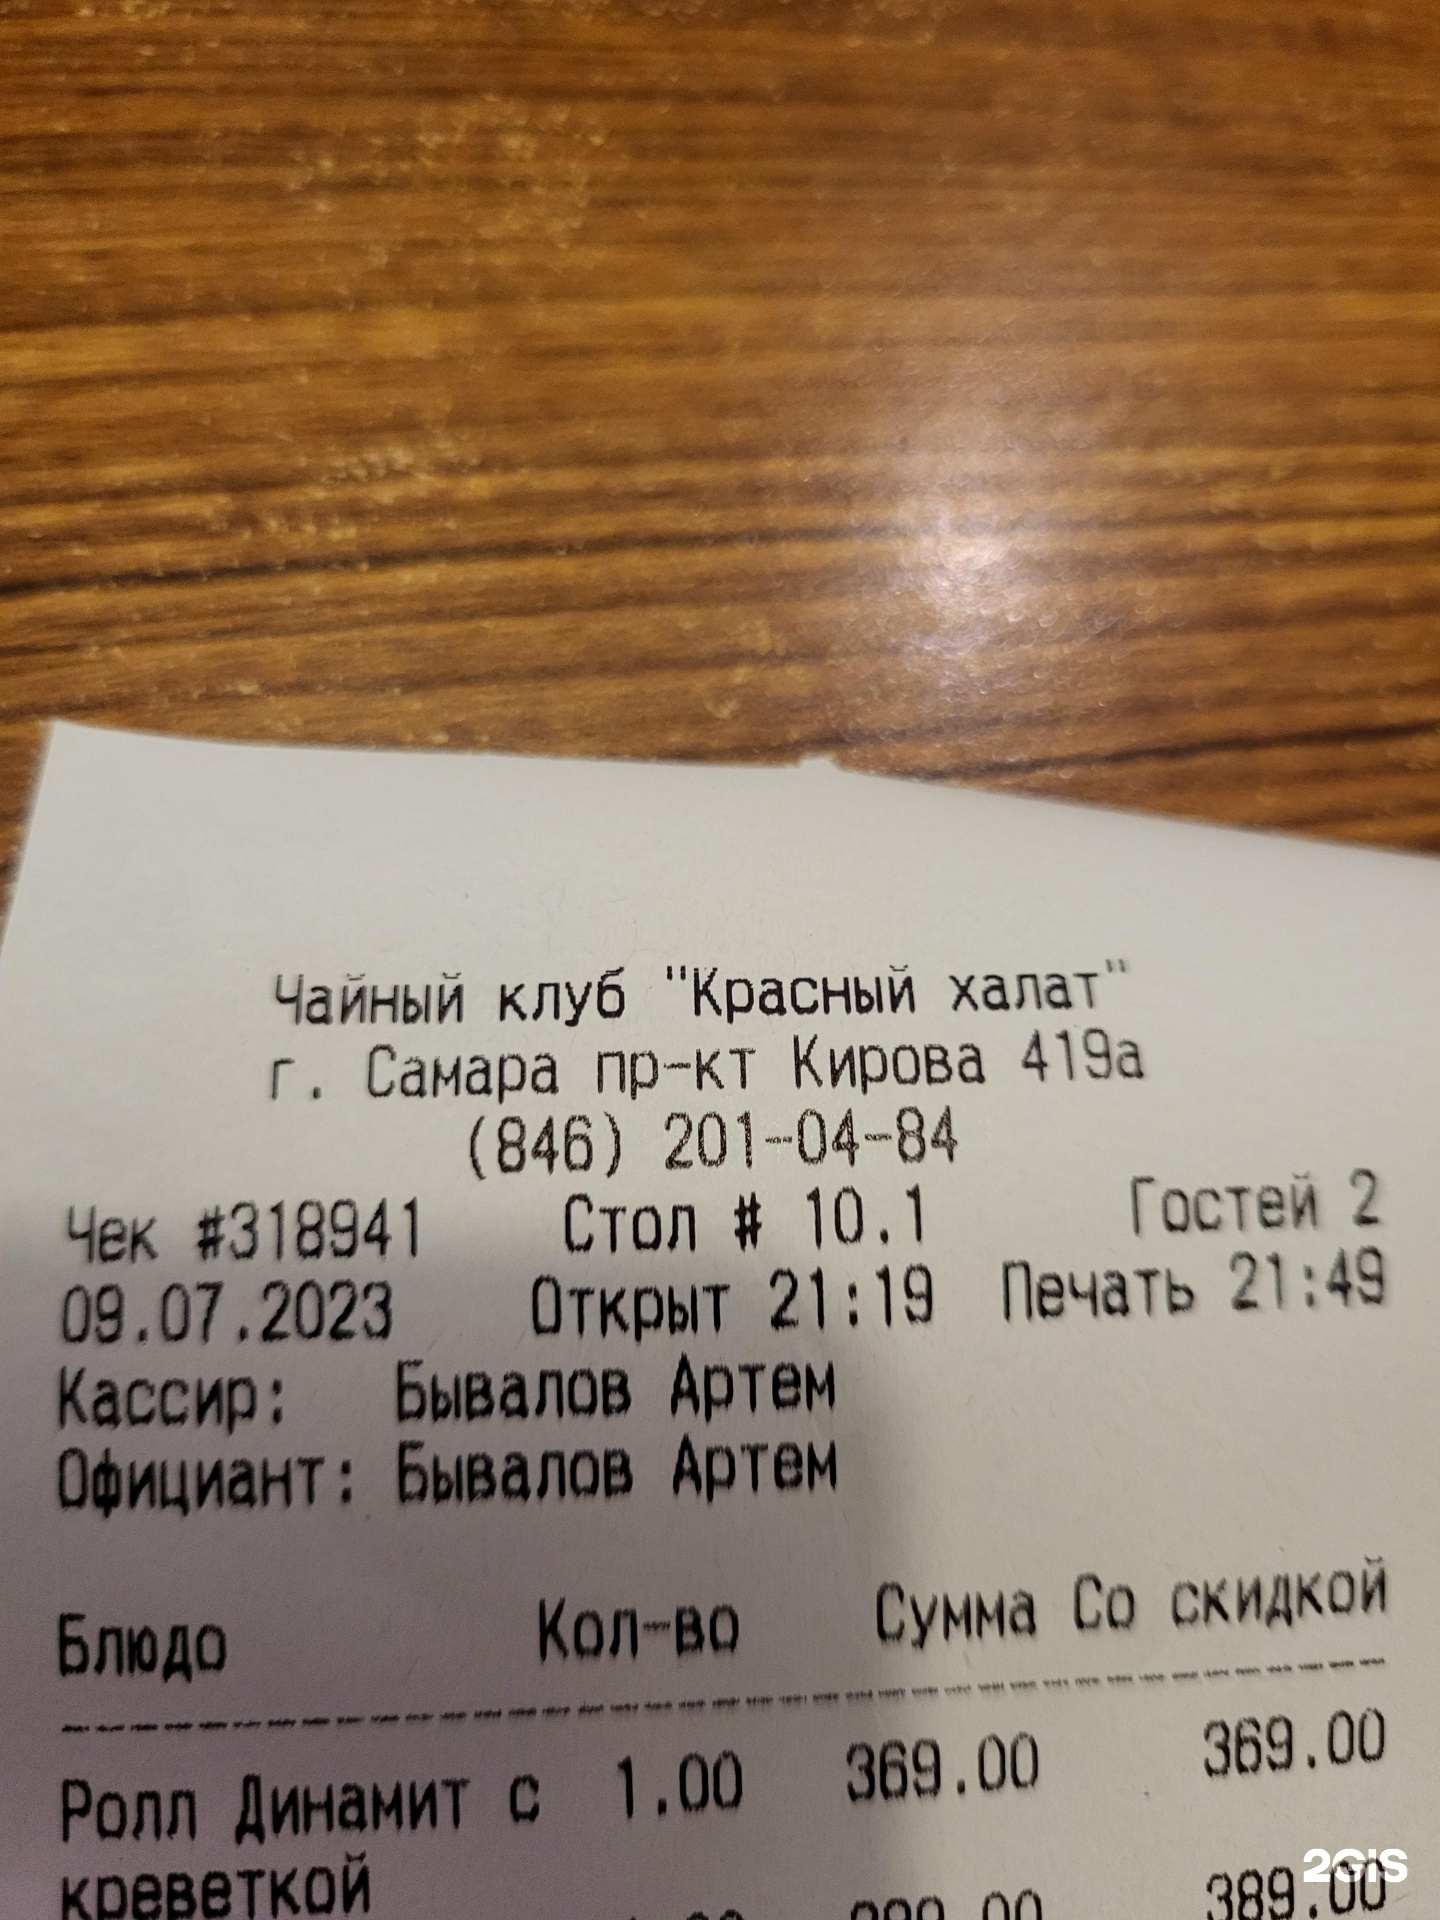 Чайный клуб "Красный халат"
г. Самара пр-кт Кирова 419а
(846) 201-04-84
Чек #318941 Стол # 10.1 Гостей 2
09.07.2023 Открыт 21:19 Печать 21:49
Кассир: Бывалов Артем
Официант: Бывалов Артем
Блюдо Кол-во Сумма Со скидкой
Ролл Динамит с 1.00 369.00 369.00
креветкой
389.00
2GIS